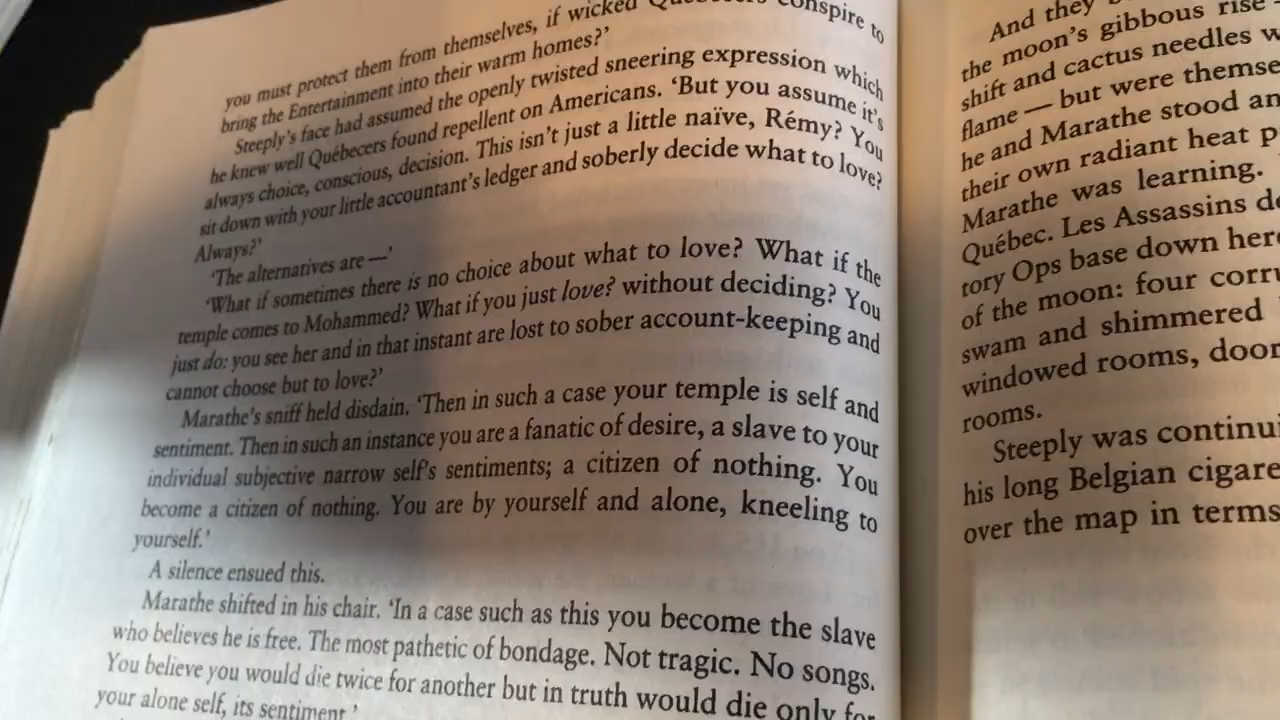 you must protect them from themselves, if wicked Québecers conspire to
bring the Entertainment into their warm homes?’
Steeply’s face had assumed the openly twisted sneering expression which
he knew well Québecers found repellent on Americans. ‘But you assume it’s
always choice, conscious, decision. This isn’t just a little naïve, Rémy? You
sit down with your little accountant’s ledger and soberly decide what to love?
Always?’
‘The alternatives are —’
‘What if sometimes there is no choice about what to love? What if the
temple comes to Mohammed? What if you just love? without deciding? You
just do: you see her and in that instant are lost to sober account-keeping and
cannot choose but to love?’
Marathe’s sniff held disdain. ‘Then in such a case your temple is self and
sentiment. Then in such an instance you are a fanatic of desire, a slave to your
individual subjective narrow self’s sentiments; a citizen of nothing. You
become a citizen of nothing. You are by yourself and alone, kneeling to
yourself.’
A silence ensued this.
Marathe shifted in his chair. ‘In a case such as this you become the slave
who believes he is free. The most pathetic of bondage. Not tragic. No songs.
You believe you would die twice for another but in truth would die only for
your alone self, its sentiment.’
And they
the moon’s gibbous rise
shift and cactus needles w
flame — but were themse
he and Marathe stood an
their own radiant heat p
Marathe was learning.
Québec. Les Assassins d
tory Ops base down her
of the moon: four corr
swam and shimmered
windowed rooms, door
rooms.
Steeply was continu
his long Belgian cigare
over the map in terms